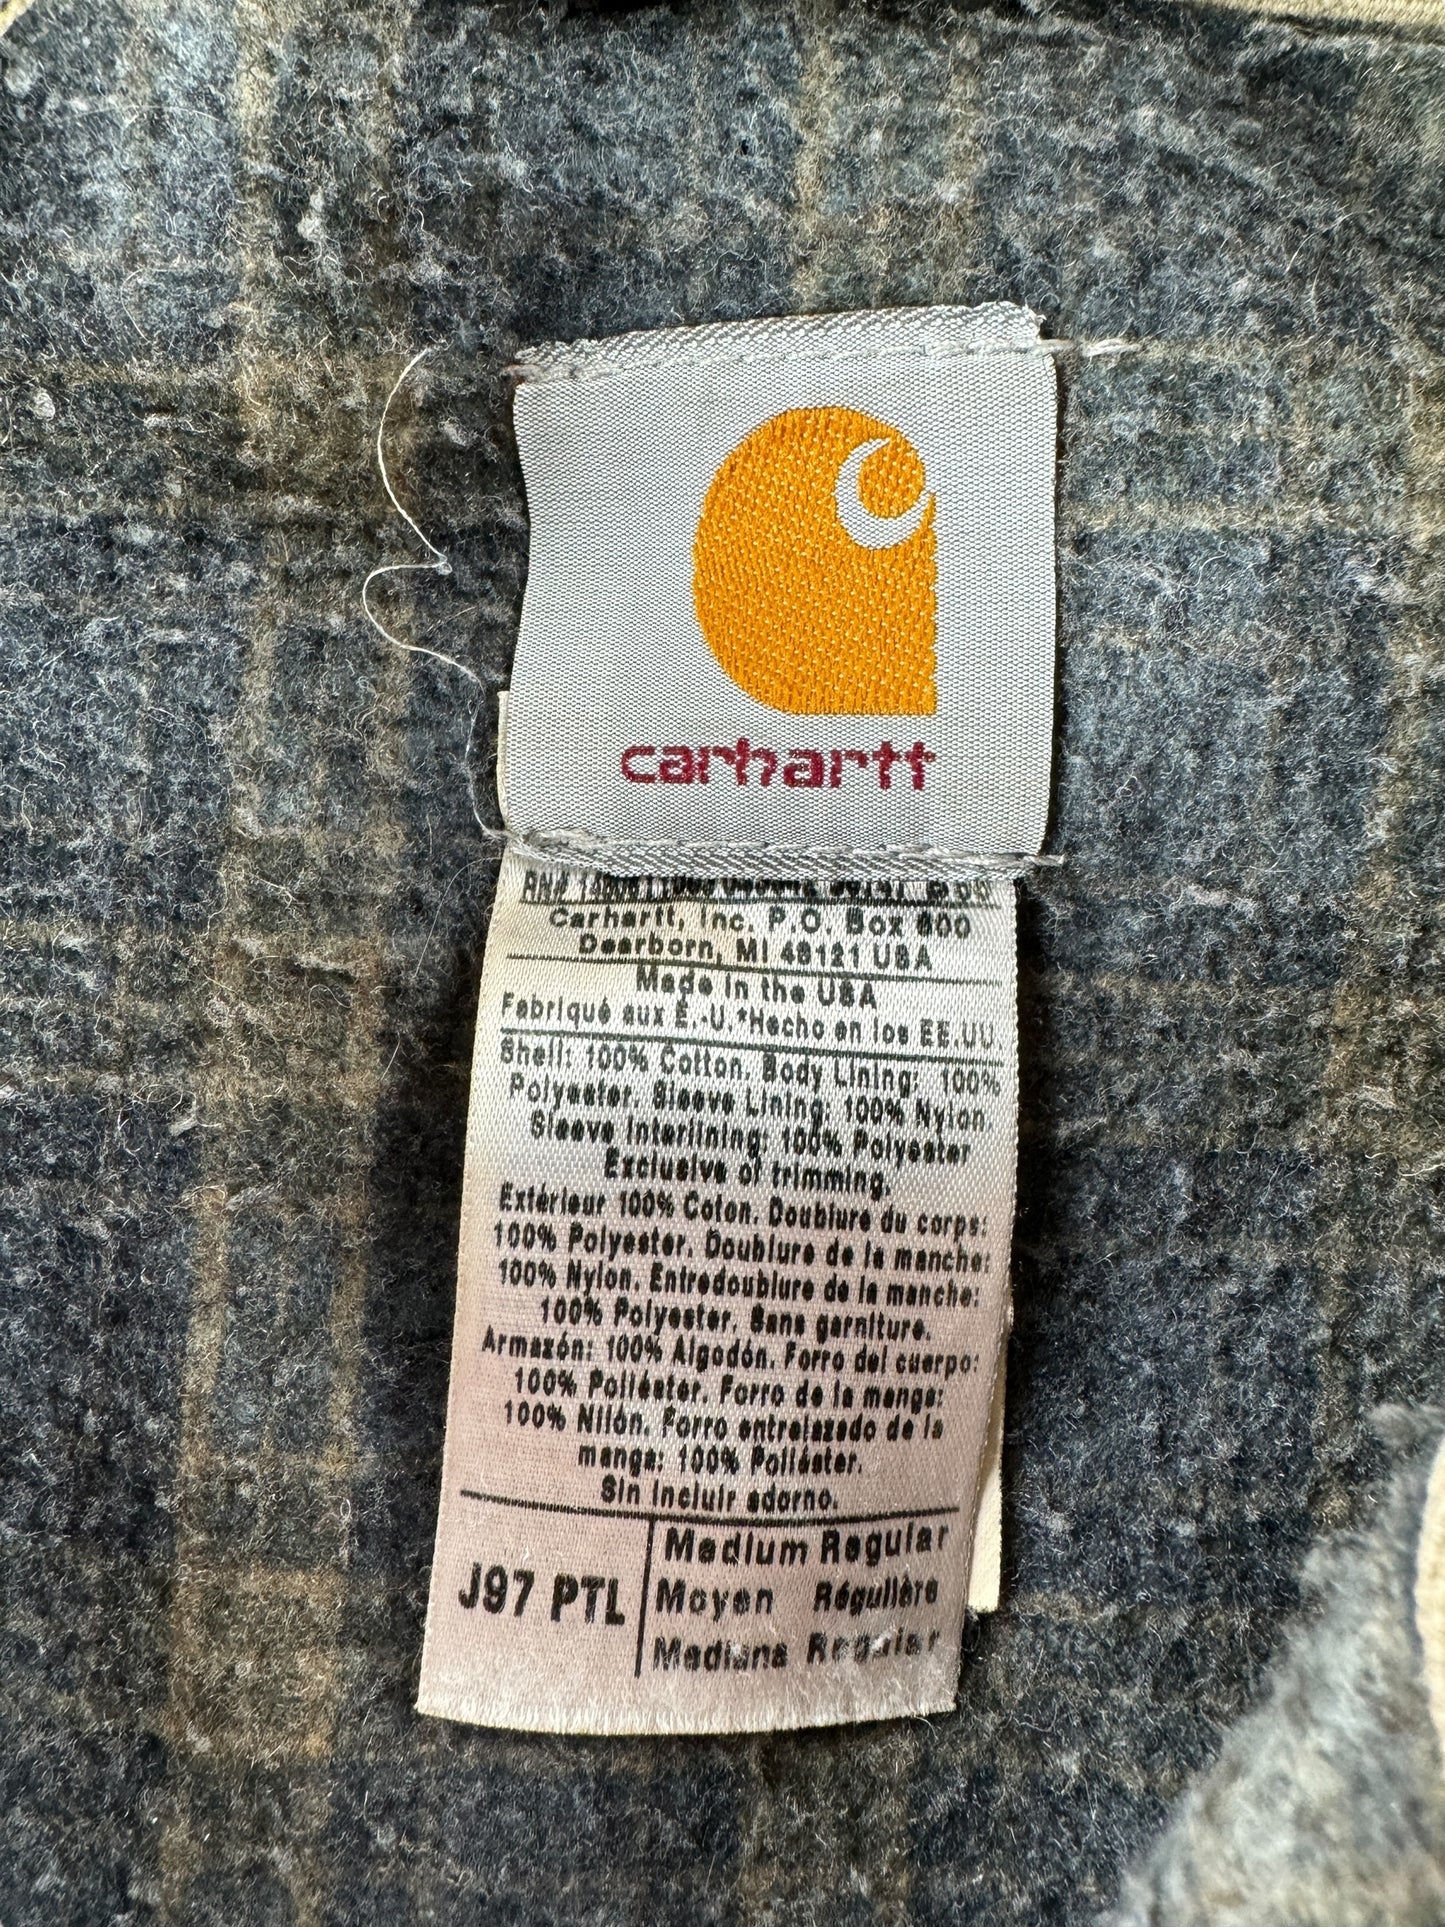 carhartt
RN#
Carhartt, Inc. P.O. Box 600
Dearborn, MI 48121 USA
Made in the USA
Fabriqué aux É.-U.*Hecho en los EE.UU
Shell: 100% Cotton. Body Lining: 100%
Polyester. Sleeve Lining: 100% Nylon.
Sleeve Interlining: 100% Polyester
Exclusive of trimming.
Extérieur 100% Coton. Doublure du corps:
100% Polyester. Doublure de la manche:
100% Nylon. Entredoublure de la manche:
100% Polyester. Sans garniture.
Armazón: 100% Algodón. Forro del cuerpo:
100% Poliéster. Forro de la manga:
100% Nilón. Forro entrelazado de la
manga: 100% Poliéster.
Sin incluir adorno.
J97 PTL
Medium Regular
Moyen Régulière
Mediana Regular